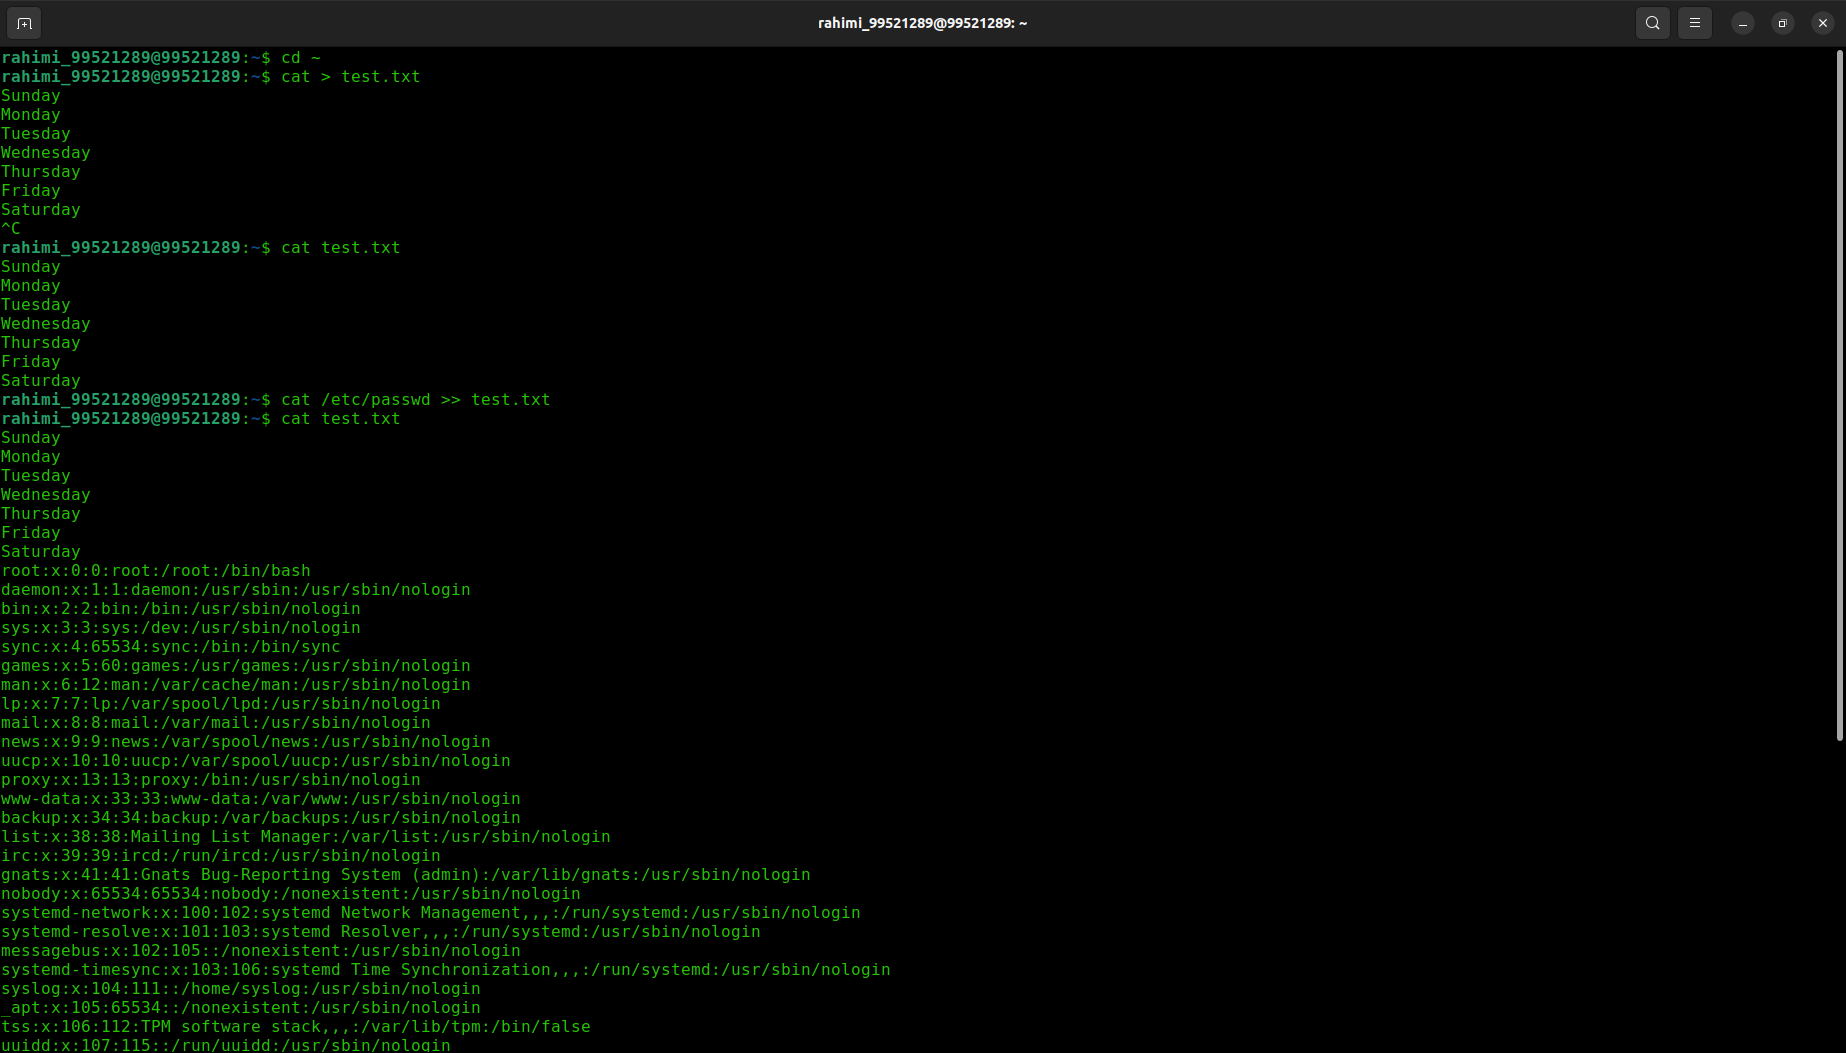 rahimi_99521289@99521289: ~
rahimi_99521289@99521289:~$ cd ~
rahimi_99521289@99521289:~$ cat > test.txt
Sunday
Monday
Tuesday
Wednesday
Thursday
Friday
Saturday
^C
rahimi_99521289@99521289:~$ cat test.txt
Sunday
Monday
Tuesday
Wednesday
Thursday
Friday
Saturday
rahimi_99521289@99521289:~$ cat /etc/passwd >> test.txt
rahimi_99521289@99521289:~$ cat test.txt
Sunday
Monday
Tuesday
Wednesday
Thursday
Friday
Saturday
root:x:0:0:root:/root:/bin/bash
daemon:x:1:1:daemon:/usr/sbin:/usr/sbin/nologin
bin:x:2:2:bin:/bin:/usr/sbin/nologin
sys:x:3:3:sys:/dev:/usr/sbin/nologin
sync:x:4:65534:sync:/bin:/bin/sync
games:x:5:60:games:/usr/games:/usr/sbin/nologin
man:x:6:12:man:/var/cache/man:/usr/sbin/nologin
lp:x:7:7:lp:/var/spool/lpd:/usr/sbin/nologin
mail:x:8:8:mail:/var/mail:/usr/sbin/nologin
news:x:9:9:news:/var/spool/news:/usr/sbin/nologin
uucp:x:10:10:uucp:/var/spool/uucp:/usr/sbin/nologin
proxy:x:13:13:proxy:/bin:/usr/sbin/nologin
www-data:x:33:33:www-data:/var/www:/usr/sbin/nologin
backup:x:34:34:backup:/var/backups:/usr/sbin/nologin
list:x:38:38:Mailing List Manager:/var/list:/usr/sbin/nologin
irc:x:39:39:ircd:/run/ircd:/usr/sbin/nologin
gnats:x:41:41:Gnats Bug-Reporting System (admin):/var/lib/gnats:/usr/sbin/nologin
nobody:x:65534:65534:nobody:/nonexistent:/usr/sbin/nologin
systemd-network:x:100:102:systemd Network Management,,,:/run/systemd:/usr/sbin/nologin
systemd-resolve:x:101:103:systemd Resolver,,,:/run/systemd:/usr/sbin/nologin
messagebus:x:102:105::/nonexistent:/usr/sbin/nologin
systemd-timesync:x:103:106:systemd Time Synchronization,,,:/run/systemd:/usr/sbin/nologin
syslog:x:104:111::/home/syslog:/usr/sbin/nologin
_apt:x:105:65534::/nonexistent:/usr/sbin/nologin
tss:x:106:112:TPM software stack,,,:/var/lib/tpm:/bin/false
uuidd:x:107:115::/run/uuidd:/usr/sbin/nologin